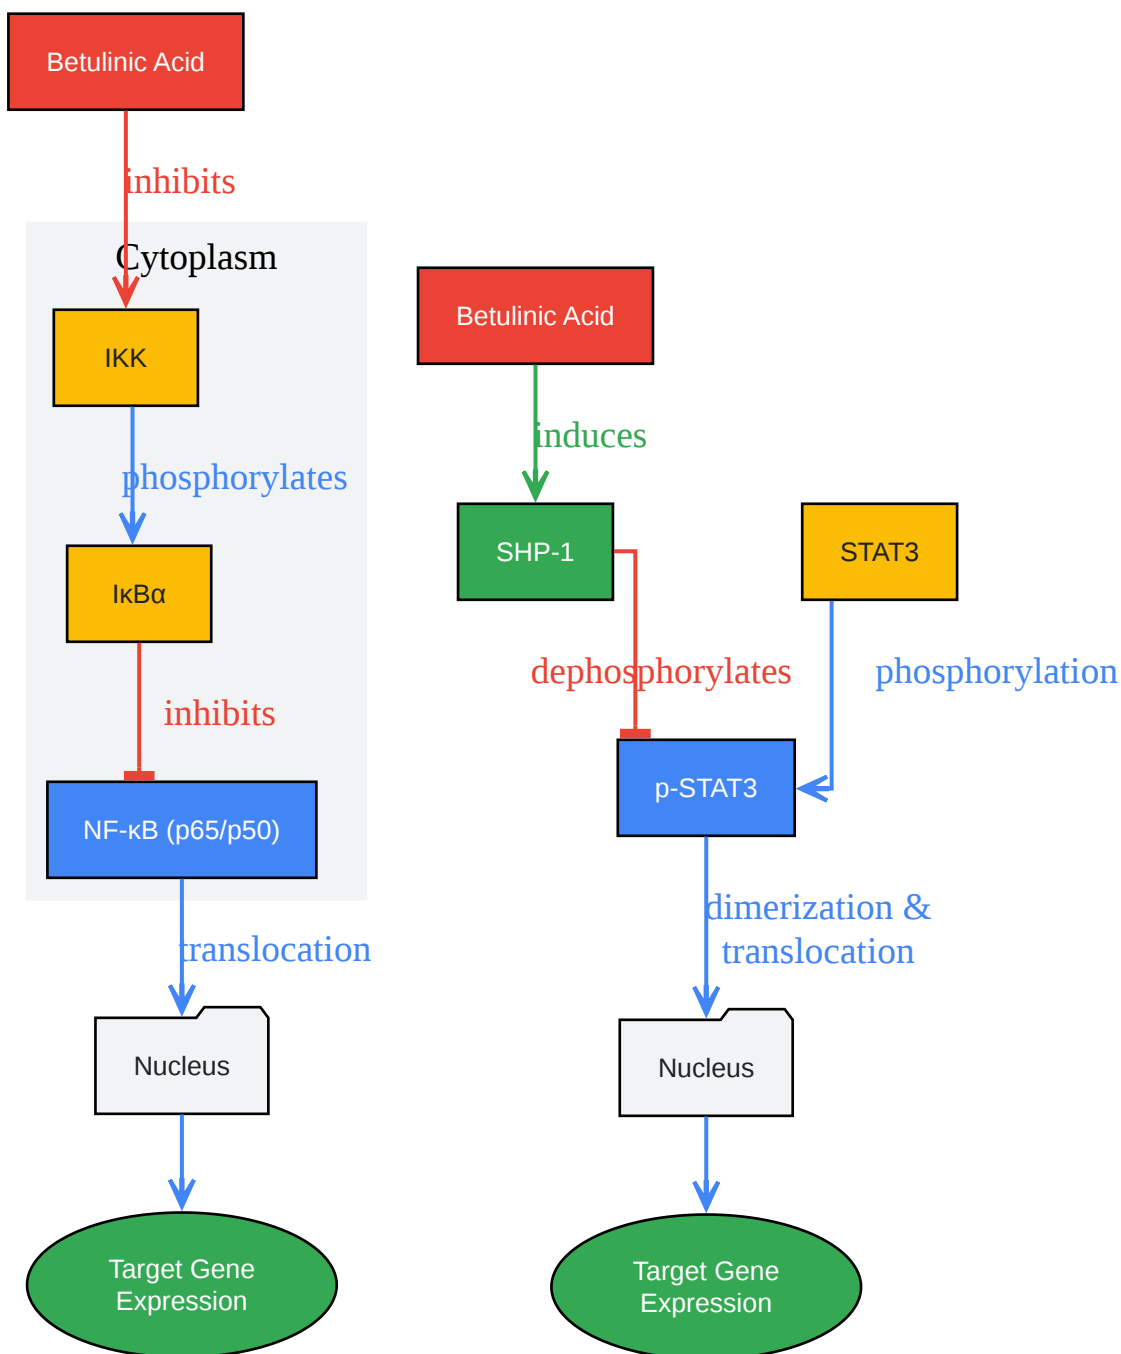 Betulinic Acid
inhibits
Cytoplasm
IKK
phosphorylates
IκBα
inhibits
NF-κB (p65/p50)
translocation
Nucleus
Target Gene
Expression
Betulinic Acid
induces
SHP-1
STAT3
dephosphorylates
phosphorylation
p-STAT3
dimerization &
translocation
Nucleus
Target Gene
Expression